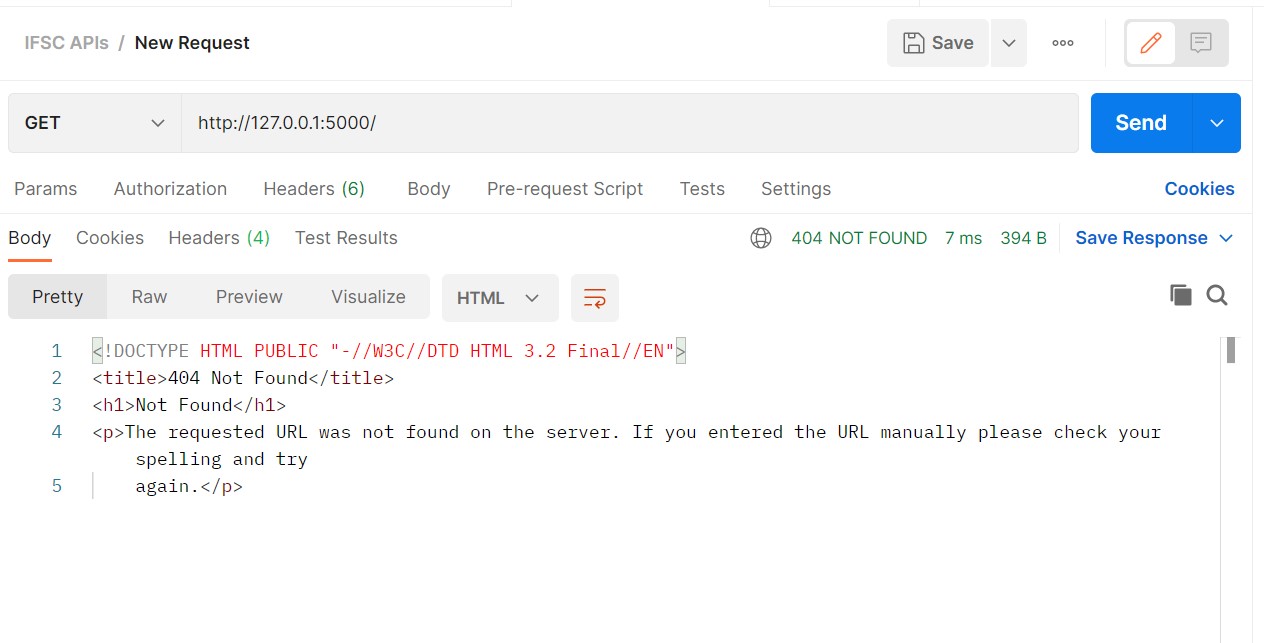 IFSC APIs / New Request
Save
ooo
GET
http://127.0.0.1:5000/
Send
Params Authorization Headers (6) Body Pre-request Script Tests Settings Cookies
Body Cookies Headers (4) Test Results 404 NOT FOUND 7 ms 394 B Save Response
Pretty Raw Preview Visualize HTML
1 <!DOCTYPE HTML PUBLIC "-//W3C//DTD HTML 3.2 Final//EN">
2 <title>404 Not Found</title>
3 <h1>Not Found</h1>
4 <p>The requested URL was not found on the server. If you entered the URL manually please check your
spelling and try
5 again.</p>